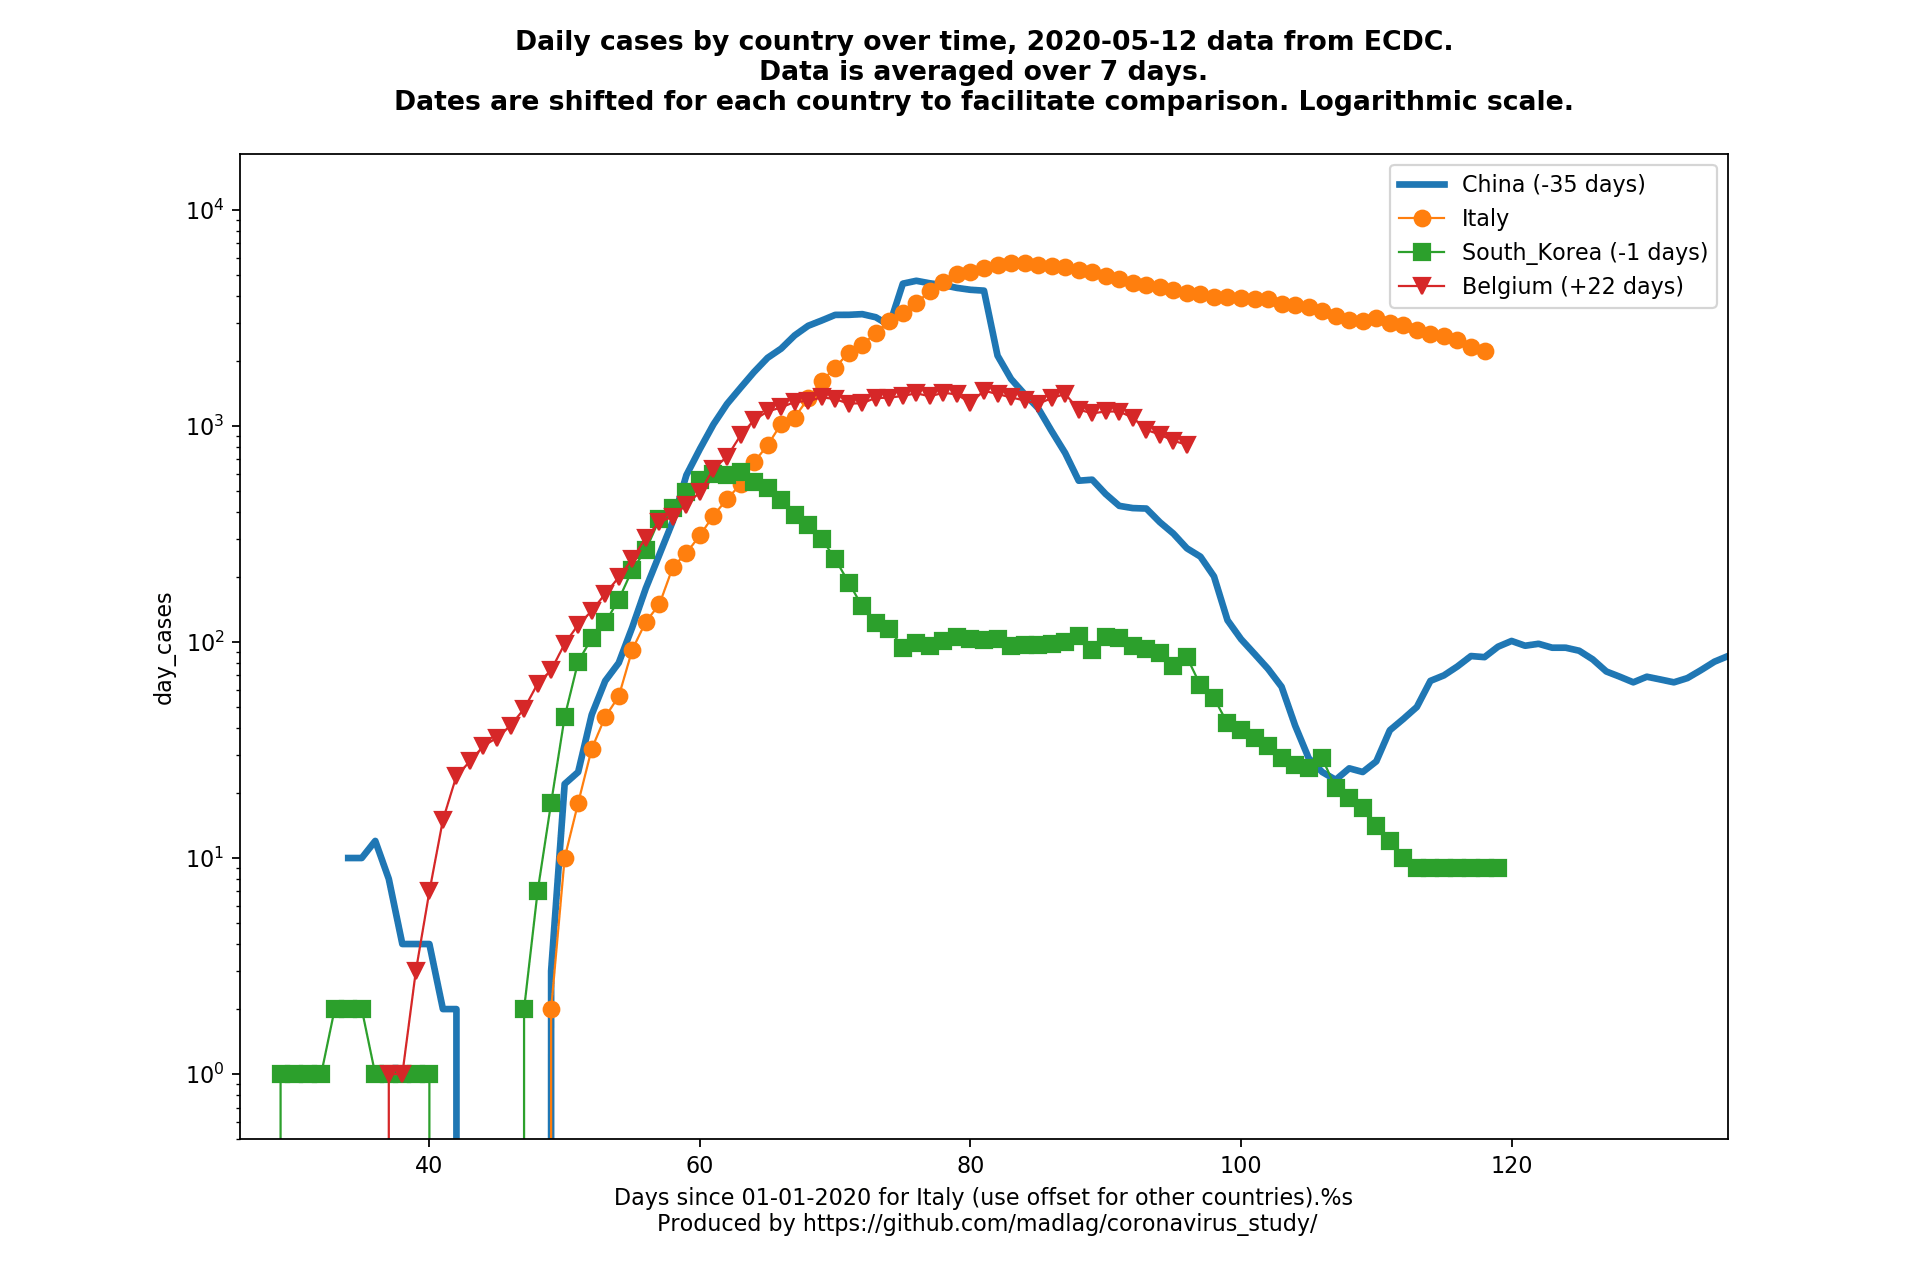 Daily cases by country over time, 2020-05-12 data from ECDC.
Data is averaged over 7 days.
Dates are shifted for each country to facilitate comparison. Logarithmic scale.
China (-35 days)
Italy
South_Korea (-1 days)
Belgium (+22 days)
day_cases
10⁴
10³
10²
10¹
10⁰
40 60 80 100 120
Days since 01-01-2020 for Italy (use offset for other countries).%s
Produced by https://github.com/madlag/coronavirus_study/